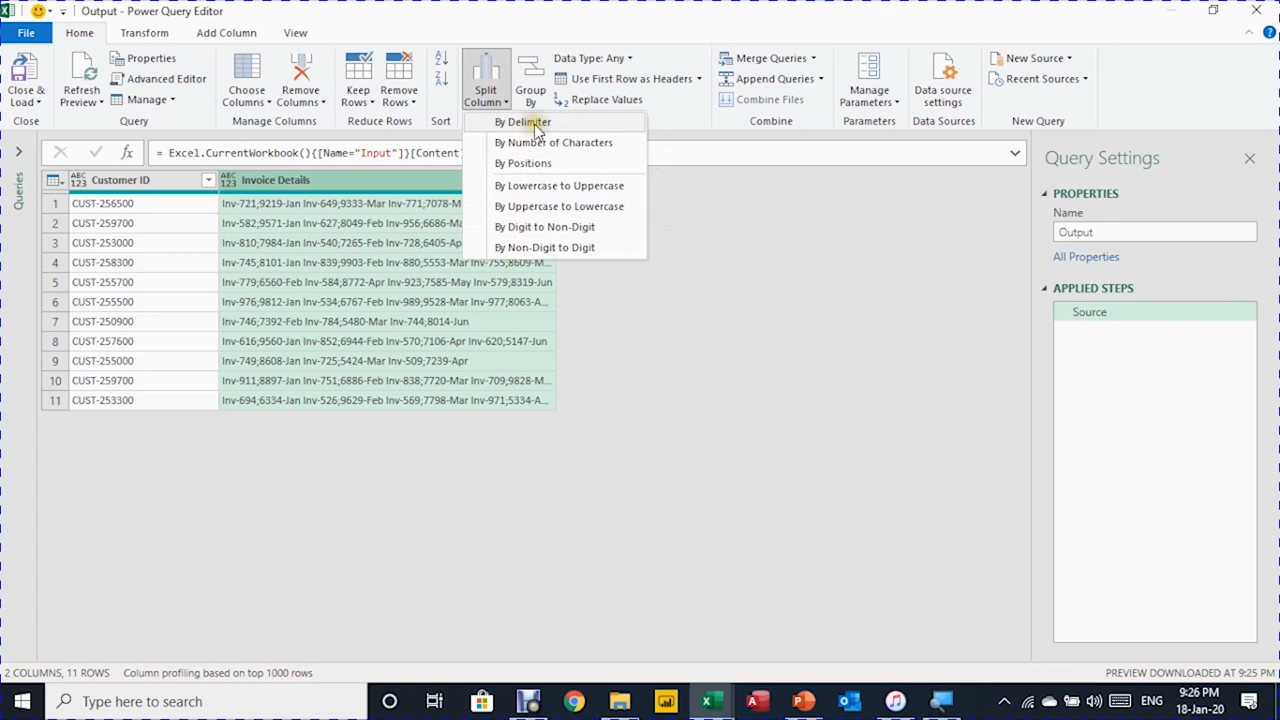 Output - Power Query Editor
File Home Transform Add Column View
Close & Load
Refresh Preview
Properties
Advanced Editor
Manage
Choose Columns
Remove Columns
Keep Rows
Remove Rows
Split Column
Group By
Data Type: Any
Use First Row as Headers
Replace Values
Merge Queries
Append Queries
Combine Files
Manage Parameters
Data source settings
New Source
Recent Sources
Close Query Manage Columns Reduce Rows Sort Combine Parameters Data Sources New Query
By Delimiter
By Number of Characters
By Positions
By Lowercase to Uppercase
By Uppercase to Lowercase
By Digit to Non-Digit
By Non-Digit to Digit
Queries
fx = Excel.CurrentWorkbook(){[Name="Input"]}[Content]
ABC 123 Customer ID ABC 123 Invoice Details
1 CUST-256500 Inv-721,9219-Jan Inv-649;9333-Mar Inv-771;7078-M
2 CUST-259700 Inv-582;9571-Jan Inv-627;8049-Feb Inv-956;6686-Ma
3 CUST-253000 Inv-810;7984-Jan Inv-540;7265-Feb Inv-728;6405-Apr
4 CUST-258300 Inv-745;8101-Jan Inv-839;9903-Feb Inv-880;5553-Mar Inv-755;8609-M...
5 CUST-255700 Inv-779;6560-Feb Inv-584;8772-Apr Inv-923;7585-May Inv-579;8319-Jun
6 CUST-255500 Inv-976;9812-Jan Inv-534;6767-Feb Inv-989;9528-Mar Inv-977;8063-A...
7 CUST-250900 Inv-746;7392-Feb Inv-784;5480-Mar Inv-744;8014-Jun
8 CUST-257600 Inv-616;9560-Jan Inv-852;6944-Feb Inv-570;7106-Apr Inv-620;5147-Jun
9 CUST-255000 Inv-749;8608-Jan Inv-725;5424-Mar Inv-509;7239-Apr
10 CUST-259700 Inv-911;8897-Jan Inv-751;6886-Feb Inv-838;7720-Mar Inv-709;9828-M...
11 CUST-253300 Inv-694;6334-Jan Inv-526;9629-Feb Inv-569;7798-Mar Inv-971;5334-A...
Query Settings
PROPERTIES
Name
Output
All Properties
APPLIED STEPS
Source
2 COLUMNS, 11 ROWS Column profiling based on top 1000 rows PREVIEW DOWNLOADED AT 9:25 PM
Type here to search
ENG
9:26 PM
18-Jan-20